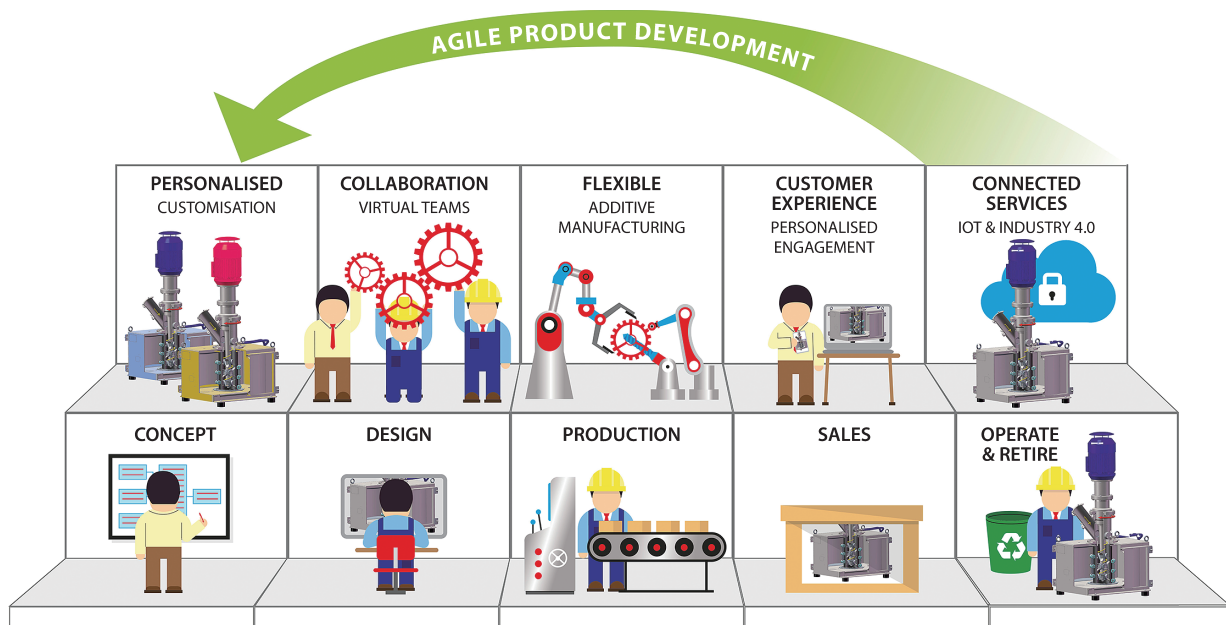 AGILE PRODUCT DEVELOPMENT
PERSONALISED
CUSTOMISATION
COLLABORATION
VIRTUAL TEAMS
FLEXIBLE
ADDITIVE
MANUFACTURING
CUSTOMER
EXPERIENCE
PERSONALISED
ENGAGEMENT
CONNECTED
SERVICES
IOT & INDUSTRY 4.0
CONCEPT
DESIGN
PRODUCTION
SALES
OPERATE
& RETIRE